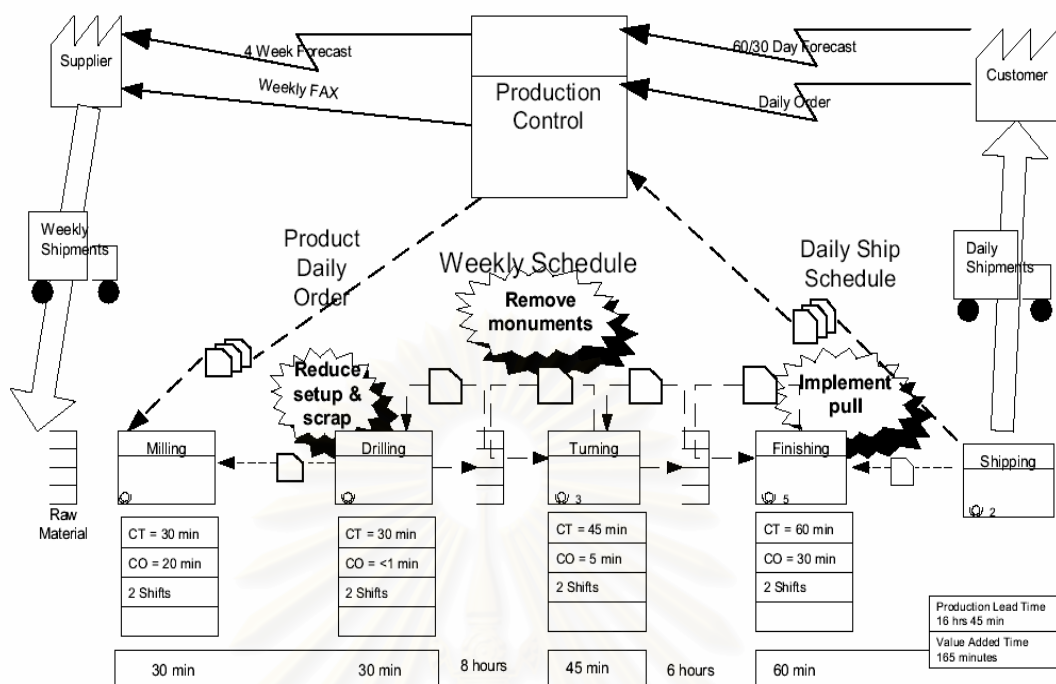 Supplier
4 Week Forecast
Weekly FAX
Production
Control
60/30 Day Forecast
Daily Order
Customer
Weekly
Shipments
Product
Daily
Order
Weekly Schedule
Daily Ship
Schedule
Daily
Shipments
Remove
monuments
Reduce
setup &
scrap
Implement
pull
Raw
Material
Milling
Drilling
Turning
3
Finishing
5
Shipping
2
CT = 30 min
CO = 20 min
2 Shifts
CT = 30 min
CO = <1 min
2 Shifts
CT = 45 min
CO = 5 min
2 Shifts
CT = 60 min
CO = 30 min
2 Shifts
Production Lead Time
16 hrs 45 min
Value Added Time
165 minutes
30 min
30 min
8 hours
45 min
6 hours
60 min